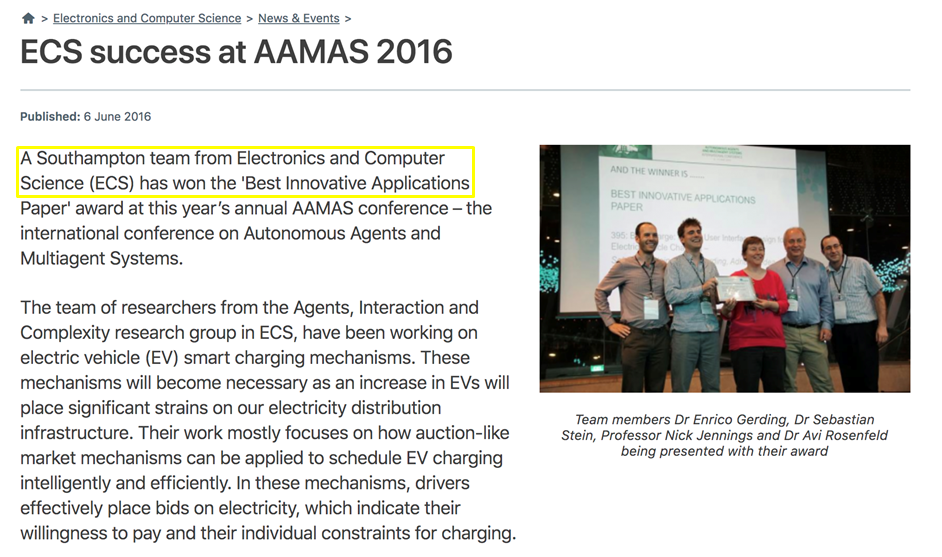 > Electronics and Computer Science > News & Events >
ECS success at AAMAS 2016
Published: 6 June 2016
A Southampton team from Electronics and Computer
Science (ECS) has won the 'Best Innovative Applications
Paper' award at this year’s annual AAMAS conference – the
international conference on Autonomous Agents and
Multiagent Systems.
The team of researchers from the Agents, Interaction and
Complexity research group in ECS, have been working on
electric vehicle (EV) smart charging mechanisms. These
mechanisms will become necessary as an increase in EVs will
place significant strains on our electricity distribution
infrastructure. Their work mostly focuses on how auction-like
market mechanisms can be applied to schedule EV charging
intelligently and efficiently. In these mechanisms, drivers
effectively place bids on electricity, which indicate their
willingness to pay and their individual constraints for charging.
AND THE WINNER IS
BEST INNOVATIVE APPLICATIONS
PAPER
395:
User Interface
Team members Dr Enrico Gerding, Dr Sebastian
Stein, Professor Nick Jennings and Dr Avi Rosenfeld
being presented with their award